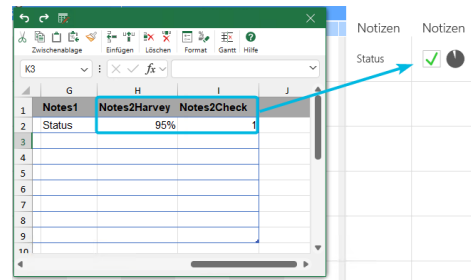 Zwischenablage Einfügen Löschen Format Gantt Hilfe
K3 fx
G H I J
1 Notes1 Notes2Harvey Notes2Check
2 Status 95% 1
3
4
5
6
7
8
9
10
Notizen Notizen
Status